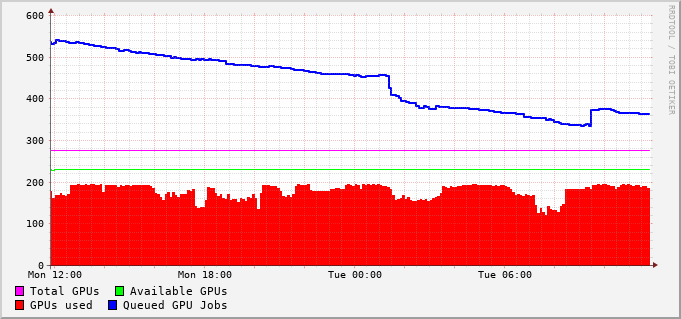 600
500
400
300
200
100
0
Mon 12:00 Mon 18:00 Tue 00:00 Tue 06:00
Total GPUs Available GPUs
GPUs used Queued GPU Jobs
RRDTOOL / TOBI OETIKER